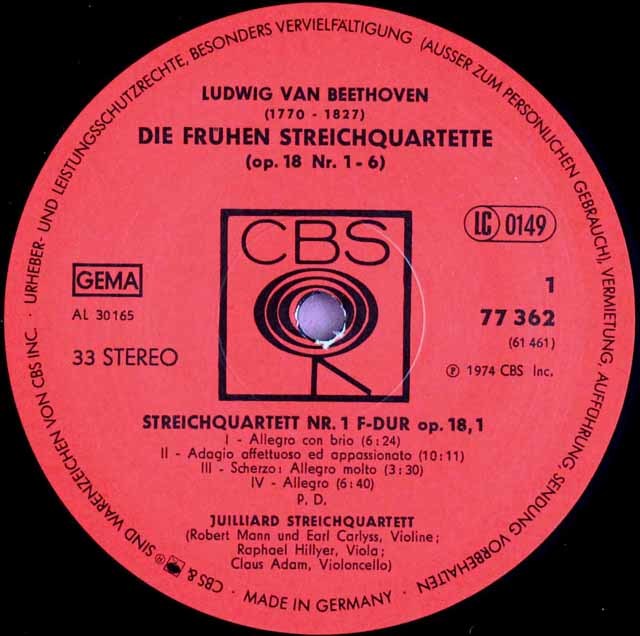 LUDWIG VAN BEETHOVEN
(1770 - 1827)
DIE FRÜHEN STREICHQUARTETTE
(op. 18 Nr. 1 - 6)
CBS
GEMA
AL 30165
33 STEREO
LC 0149
1
77 362
(61 461)
℗ 1974 CBS Inc.
STREICHQUARTETT NR. 1 F-DUR op. 18,1
I - Allegro con brio (6:24)
II - Adagio affettuoso ed appassionato (10:11)
III - Scherzo: Allegro molto (3:30)
IV - Allegro (6:40)
P. D.
JUILLIARD STREICHQUARTETT
(Robert Mann und Earl Carlyss, Violine;
Raphael Hillyer, Viola;
Claus Adam, Violoncello)
CBS & ® SIND WARENZEICHEN VON CBS INC. · URHEBER- UND LEISTUNGSSCHUTZRECHTE, BESONDERS VERVIELFÄLTIGUNG (AUSSER ZUM PERSÖNLICHEN GEBRAUCH), VERMIETUNG, AUFFÜHRUNG, SENDUNG VORBEHALTEN · MADE IN GERMANY ·